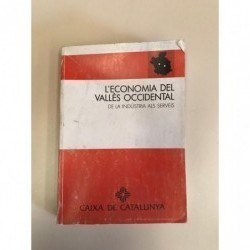 L'ECONOMIA DEL
VALLÈS OCCIDENTAL
DE LA INDÚSTRIA ALS SERVEIS
CAIXA DE CATALUNYA